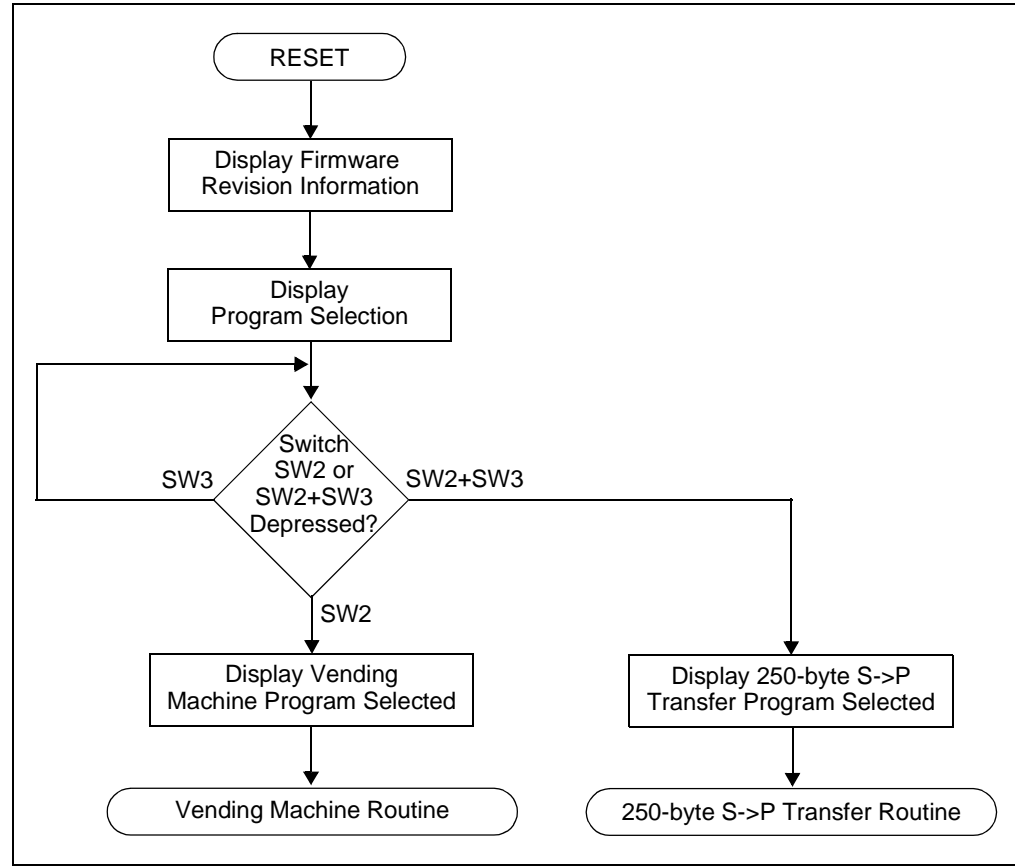 RESET
Display Firmware
Revision Information
Display
Program Selection
Switch
SW2 or
SW2+SW3
Depressed?
SW3
SW2+SW3
SW2
Display Vending
Machine Program Selected
Display 250-byte S->P
Transfer Program Selected
Vending Machine Routine
250-byte S->P Transfer Routine